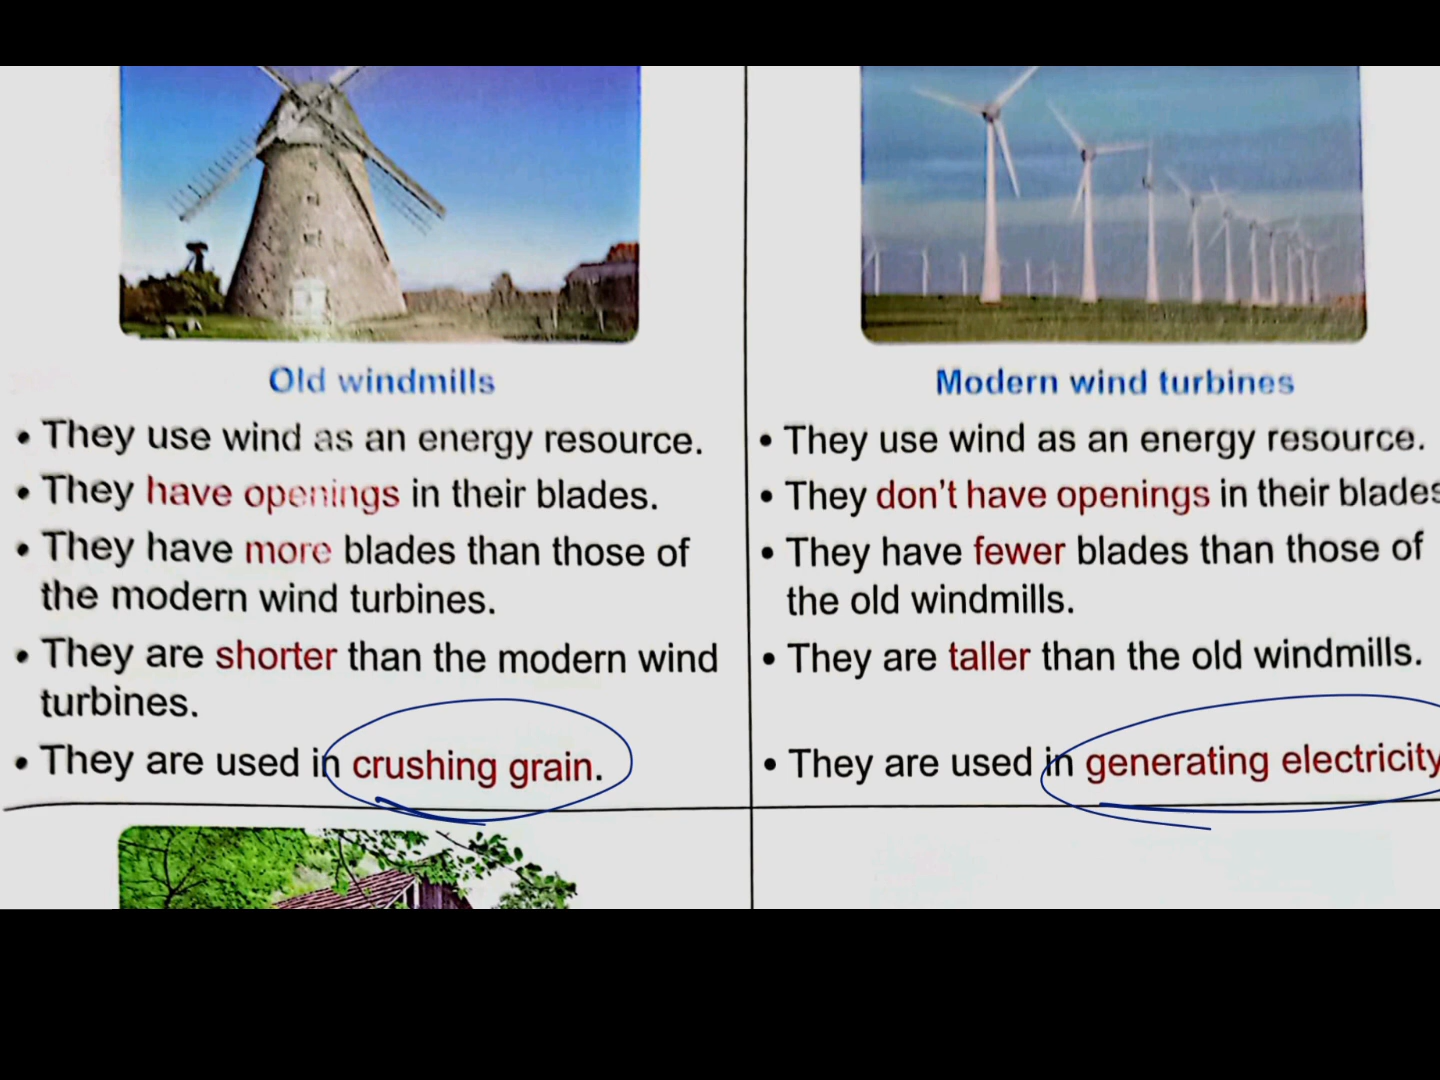 Old windmills
• They use wind as an energy resource.
• They have openings in their blades.
• They have more blades than those of
the modern wind turbines.
• They are shorter than the modern wind
turbines.
• They are used in crushing grain.
Modern wind turbines
• They use wind as an energy resource.
• They don't have openings in their blades
• They have fewer blades than those of
the old windmills.
• They are taller than the old windmills.
• They are used in generating electricity